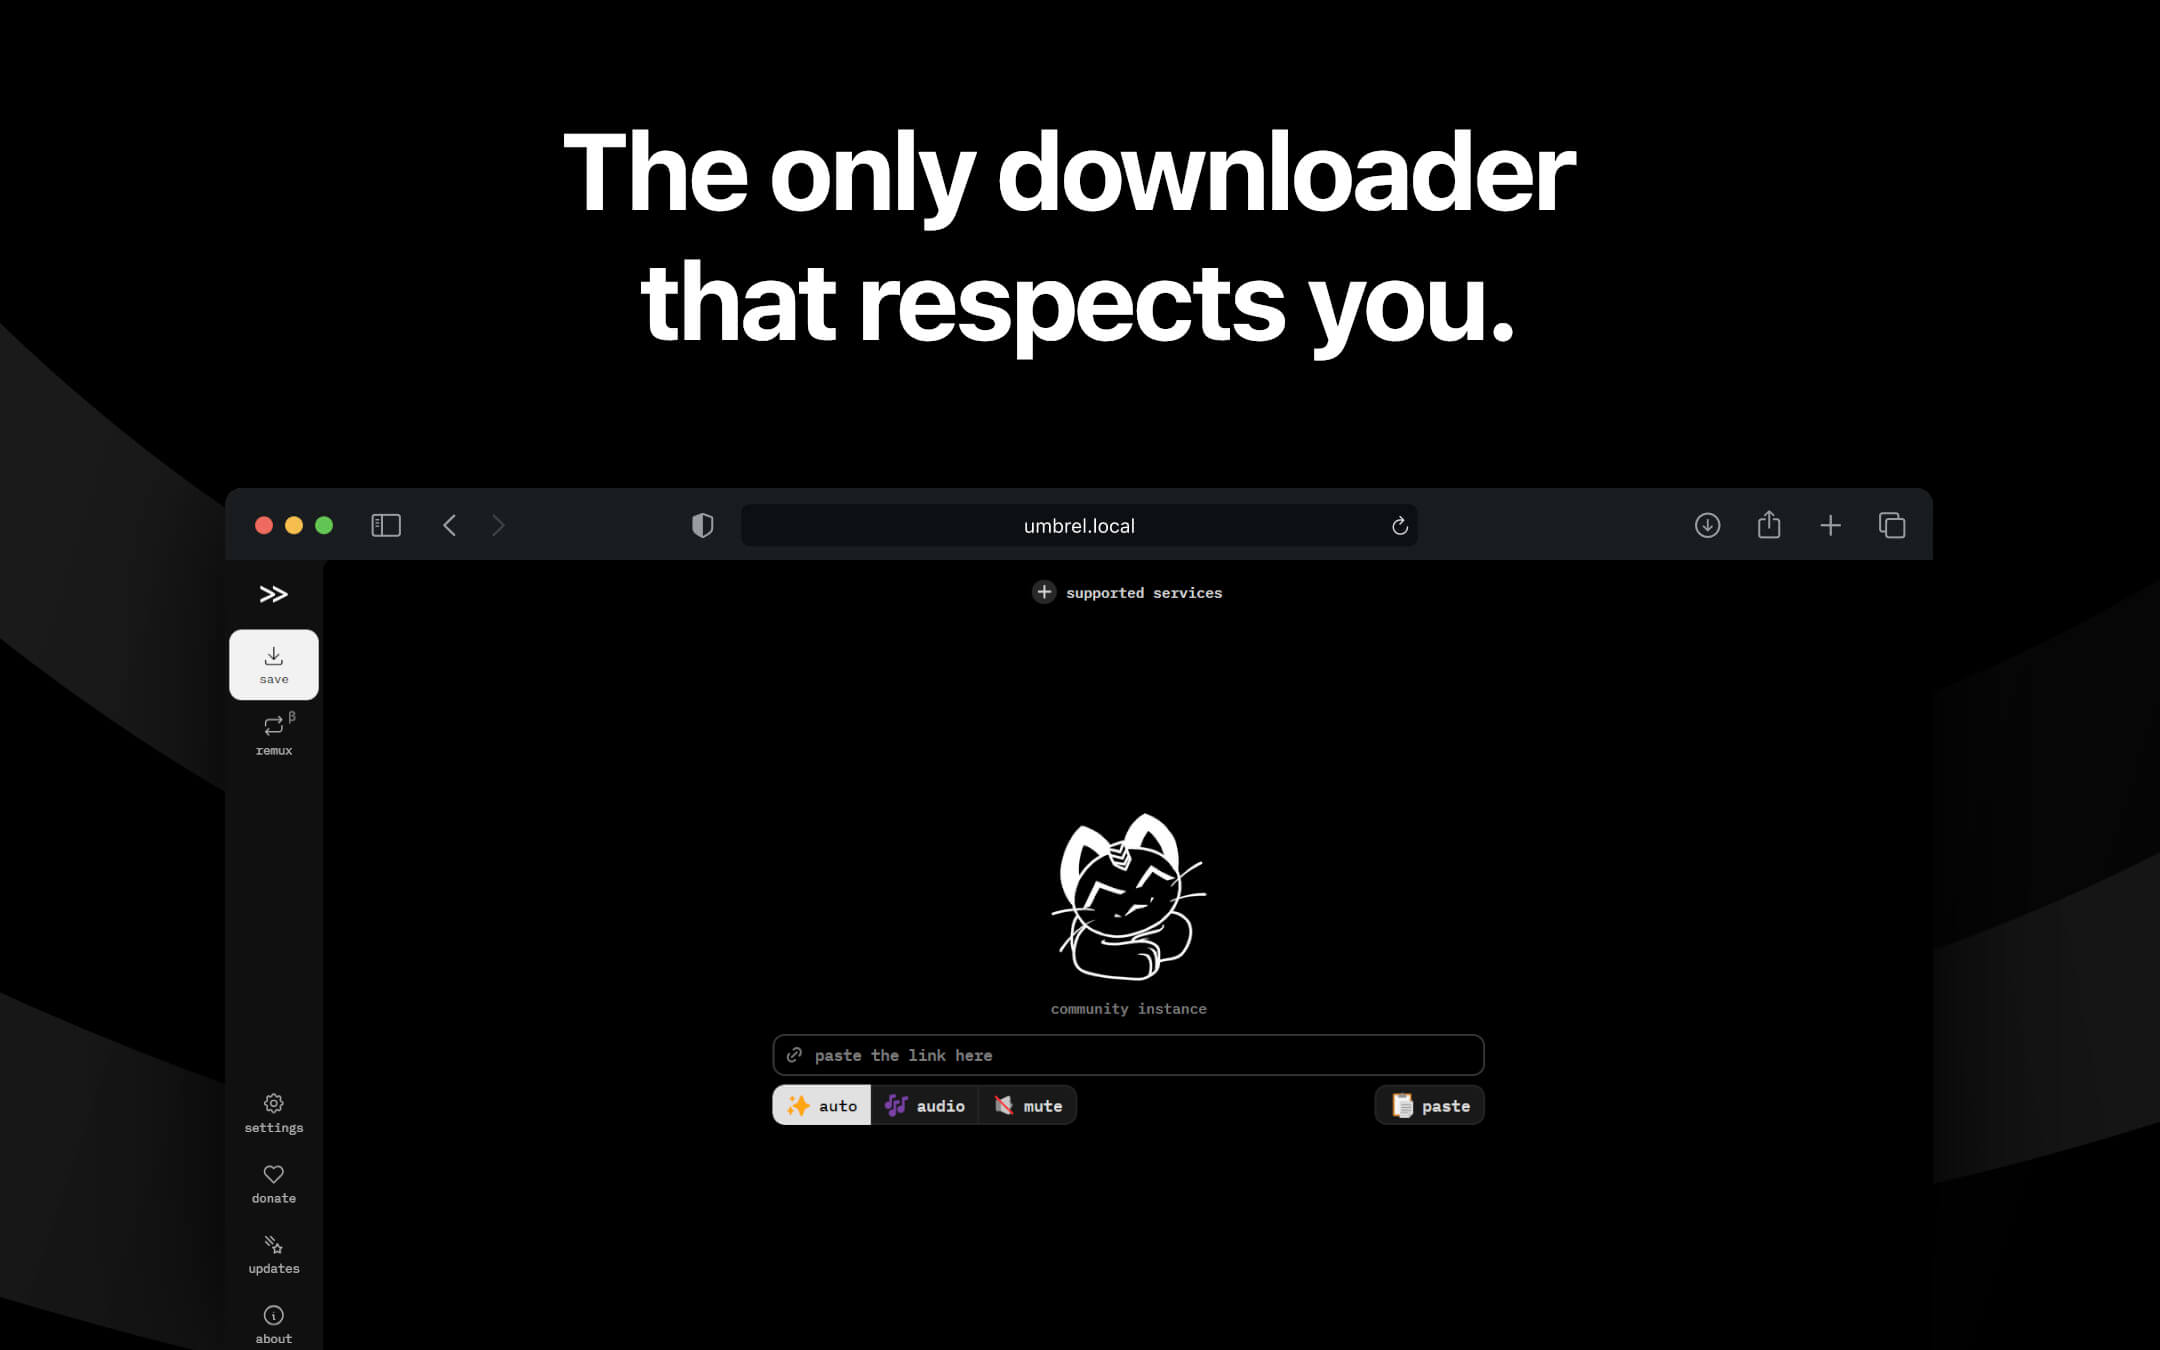 The only downloader
that respects you.
umbrel.local
supported services
save
β
remux
community instance
paste the link here
auto
audio
mute
paste
settings
donate
updates
about